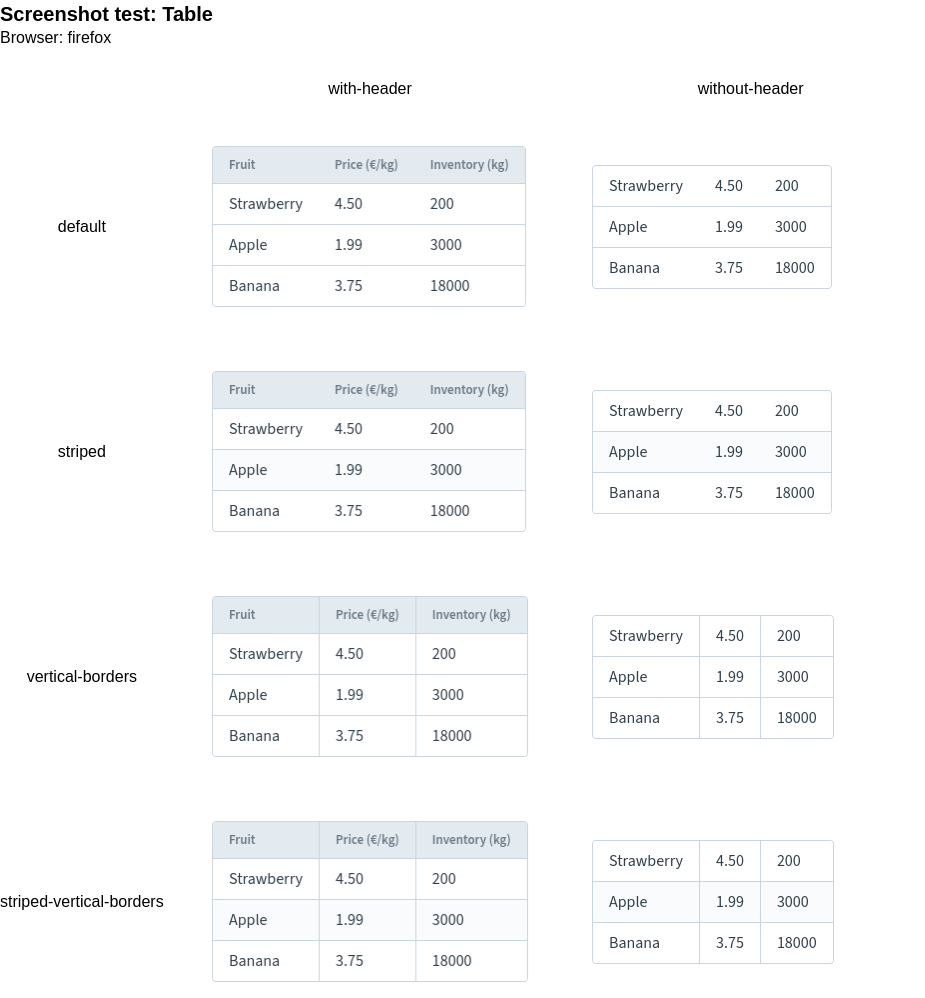 Screenshot test: Table
Browser: firefox
with-header without-header
default
Fruit Price (€/kg) Inventory (kg)
Strawberry 4.50 200
Apple 1.99 3000
Banana 3.75 18000
Strawberry 4.50 200
Apple 1.99 3000
Banana 3.75 18000
striped
Fruit Price (€/kg) Inventory (kg)
Strawberry 4.50 200
Apple 1.99 3000
Banana 3.75 18000
Strawberry 4.50 200
Apple 1.99 3000
Banana 3.75 18000
vertical-borders
Fruit Price (€/kg) Inventory (kg)
Strawberry 4.50 200
Apple 1.99 3000
Banana 3.75 18000
Strawberry 4.50 200
Apple 1.99 3000
Banana 3.75 18000
striped-vertical-borders
Fruit Price (€/kg) Inventory (kg)
Strawberry 4.50 200
Apple 1.99 3000
Banana 3.75 18000
Strawberry 4.50 200
Apple 1.99 3000
Banana 3.75 18000